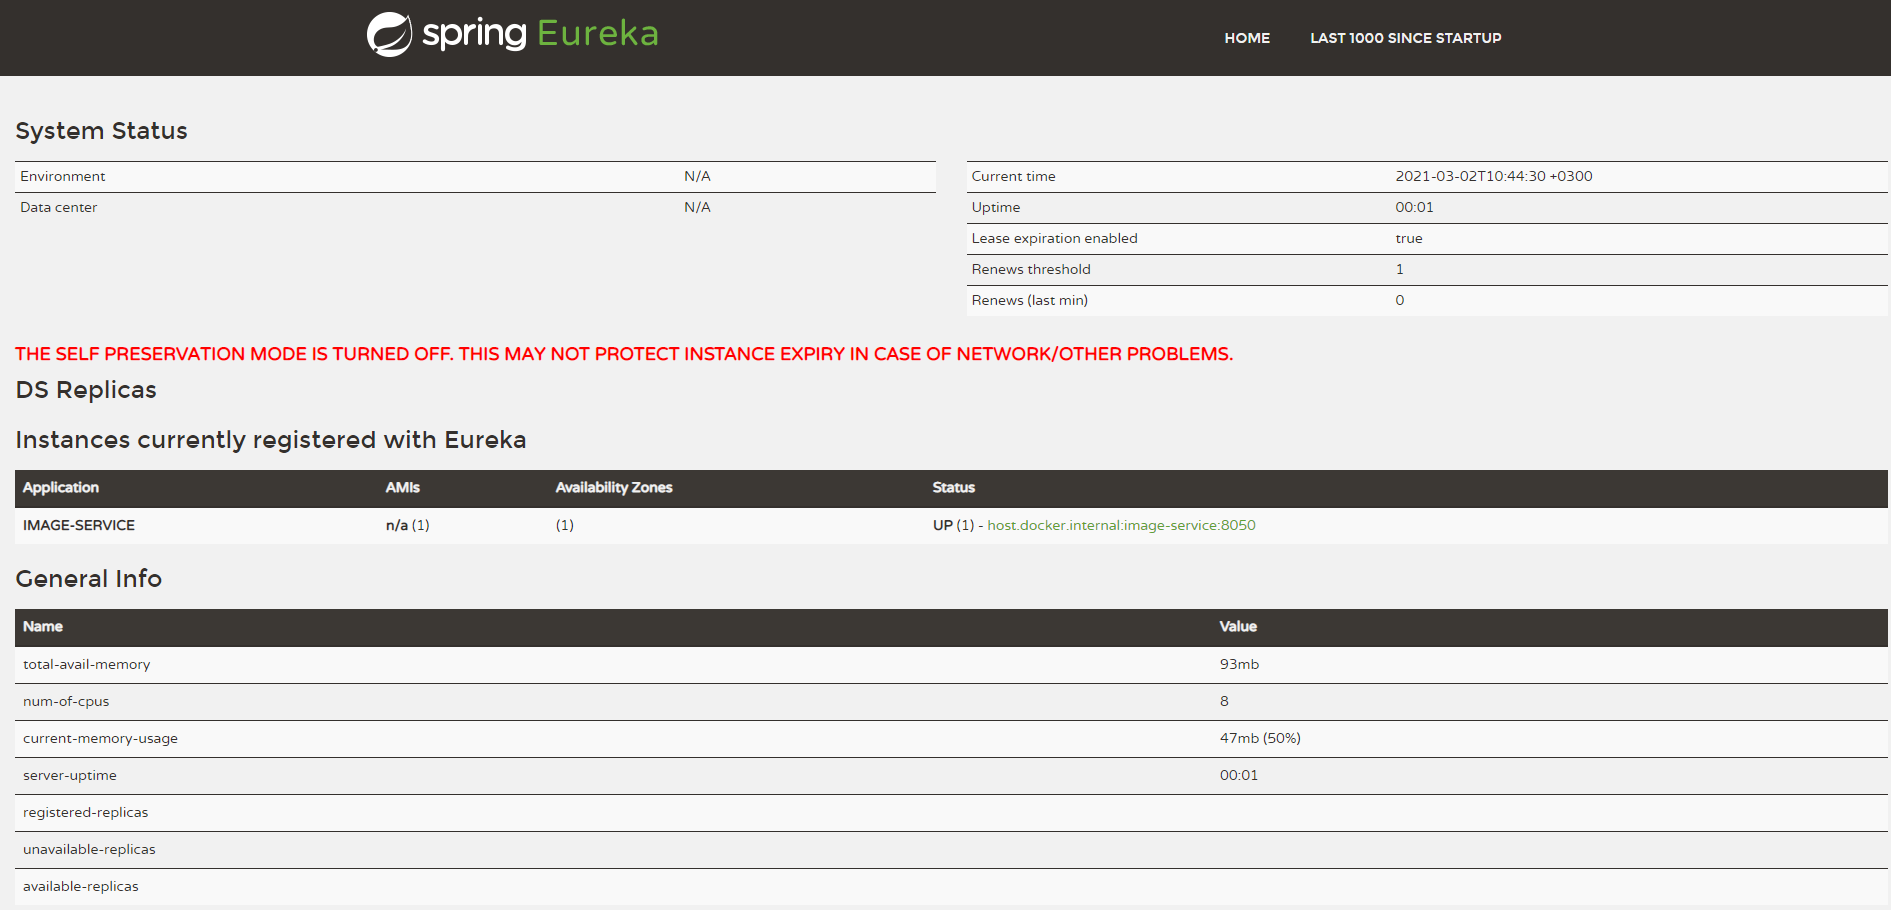 spring Eureka
HOME LAST 1000 SINCE STARTUP
System Status
Environment N/A
Data center N/A
Current time 2021-03-02T10:44:30 +0300
Uptime 00:01
Lease expiration enabled true
Renews threshold 1
Renews (last min) 0
THE SELF PRESERVATION MODE IS TURNED OFF. THIS MAY NOT PROTECT INSTANCE EXPIRY IN CASE OF NETWORK/OTHER PROBLEMS.
DS Replicas
Instances currently registered with Eureka
Application AMIs Availability Zones Status
IMAGE-SERVICE n/a (1) (1) UP (1) - host.docker.internal:image-service:8050
General Info
Name Value
total-avail-memory 93mb
num-of-cpus 8
current-memory-usage 47mb (50%)
server-uptime 00:01
registered-replicas
unavailable-replicas
available-replicas